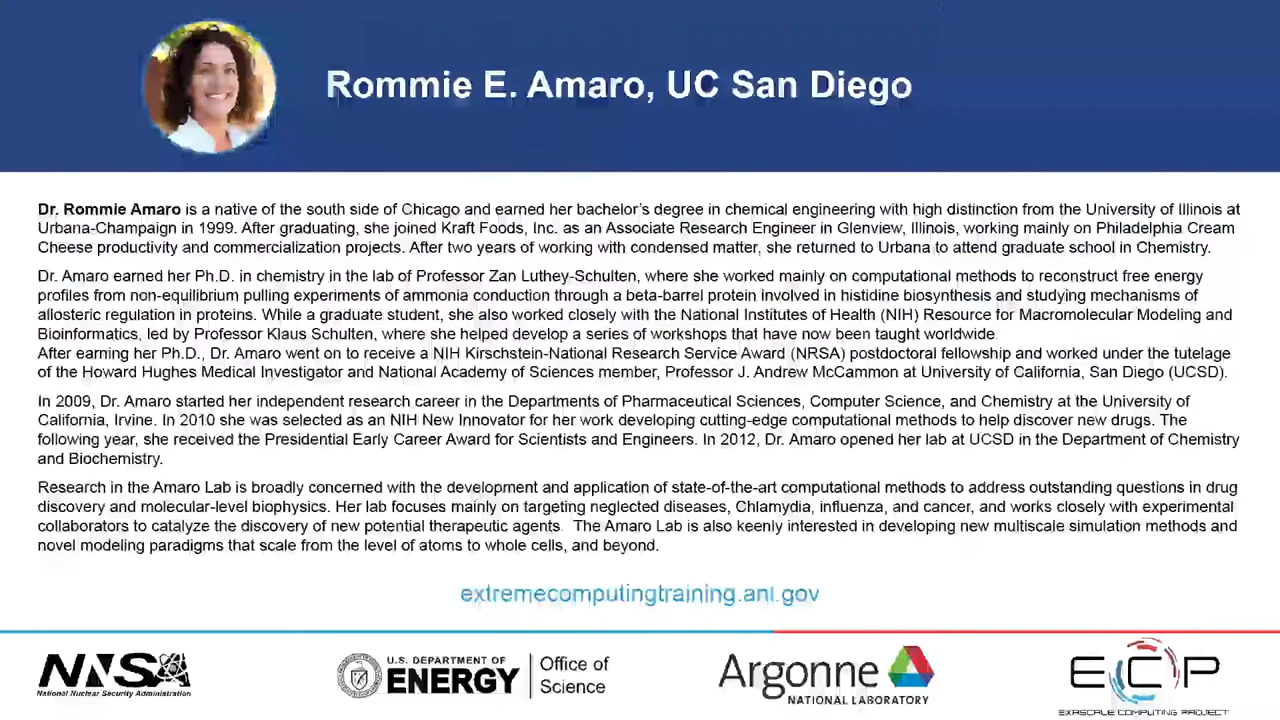 Rommie E. Amaro, UC San Diego
Dr. Rommie Amaro is a native of the south side of Chicago and earned her bachelor's degree in chemical engineering with high distinction from the University of Illinois at
Urbana-Champaign in 1999. After graduating, she joined Kraft Foods, Inc. as an Associate Research Engineer in Glenview, Illinois, working mainly on Philadelphia Cream
Cheese productivity and commercialization projects. After two years of working with condensed matter, she returned to Urbana to attend graduate school in Chemistry.
Dr. Amaro earned her Ph.D. in chemistry in the lab of Professor Zan Luthey-Schulten, where she worked mainly on computational methods to reconstruct free energy
profiles from non-equilibrium pulling experiments of ammonia conduction through a beta-barrel protein involved in histidine biosynthesis and studying mechanisms of
allosteric regulation in proteins. While a graduate student, she also worked closely with the National Institutes of Health (NIH) Resource for Macromolecular Modeling and
Bioinformatics, led by Professor Klaus Schulten, where she helped develop a series of workshops that have now been taught worldwide.
After earning her Ph.D., Dr. Amaro went on to receive a NIH Kirschstein-National Research Service Award (NRSA) postdoctoral fellowship and worked under the tutelage
of the Howard Hughes Medical Investigator and National Academy of Sciences member, Professor J. Andrew McCammon at University of California, San Diego (UCSD).
In 2009, Dr. Amaro started her independent research career in the Departments of Pharmaceutical Sciences, Computer Science, and Chemistry at the University of
California, Irvine. In 2010 she was selected as an NIH New Innovator for her work developing cutting-edge computational methods to help discover new drugs. The
following year, she received the Presidential Early Career Award for Scientists and Engineers. In 2012, Dr. Amaro opened her lab at UCSD in the Department of Chemistry
and Biochemistry.
Research in the Amaro Lab is broadly concerned with the development and application of state-of-the-art computational methods to address outstanding questions in drug
discovery and molecular-level biophysics. Her lab focuses mainly on targeting neglected diseases, Chlamydia, influenza, and cancer, and works closely with experimental
collaborators to catalyze the discovery of new potential therapeutic agents. The Amaro Lab is also keenly interested in developing new multiscale simulation methods and
novel modeling paradigms that scale from the level of atoms to whole cells, and beyond.
extremecomputingtraining.anl.gov
NNSA
National Nuclear Security Administration
U.S. DEPARTMENT OF
ENERGY
Office of
Science
Argonne
NATIONAL LABORATORY
ECP
EXASCALE COMPUTING PROJECT